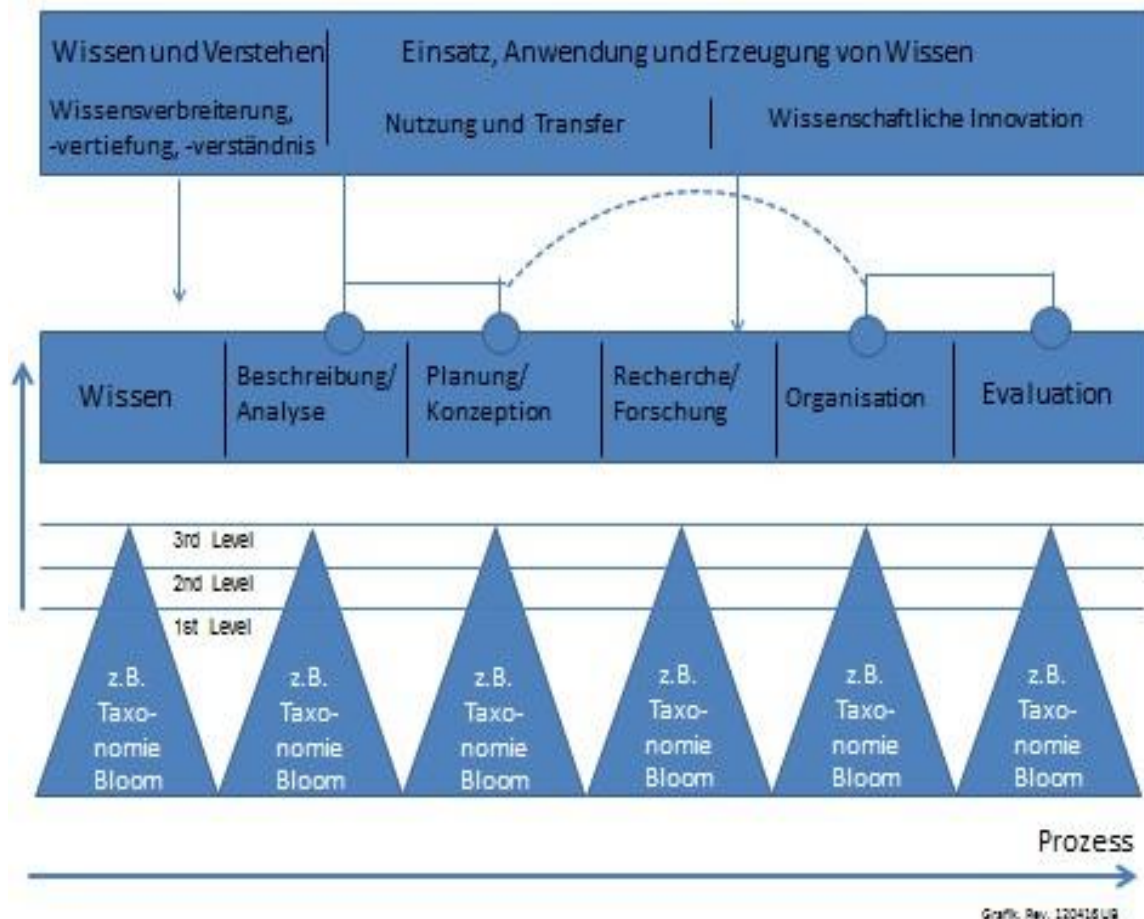 Wissen und Verstehen
Einsatz, Anwendung und Erzeugung von Wissen
Wissensverbreiterung,
-vertiefung, -verständnis
Nutzung und Transfer
Wissenschaftliche Innovation
Wissen
Beschreibung/
Analyse
Planung/
Konzeption
Recherche/
Forschung
Organisation
Evaluation
3rd Level
2nd Level
1st Level
z.B.
Taxo-
nomie
Bloom
z.B.
Taxo-
nomie
Bloom
z.B.
Taxo-
nomie
Bloom
z.B.
Taxo-
nomie
Bloom
z.B.
Taxo-
nomie
Bloom
z.B.
Taxo-
nomie
Bloom
Prozess
Grafik. Rev.